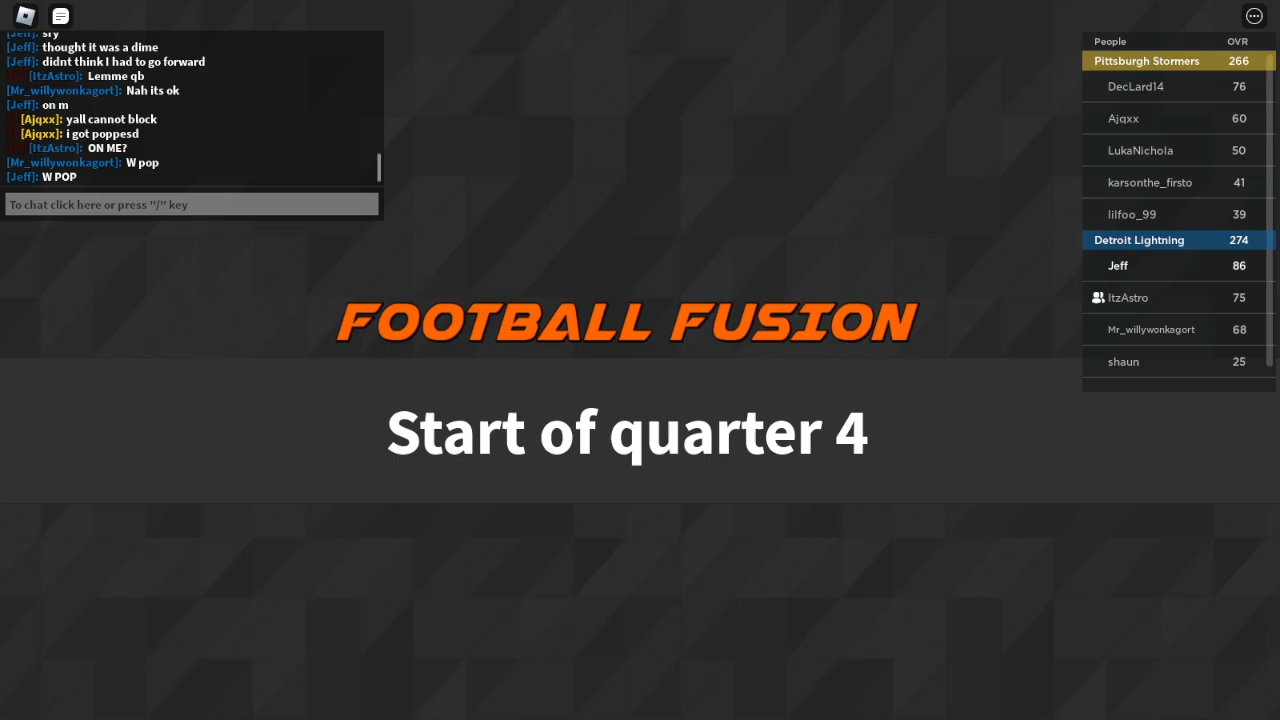 [Jeff]: sry
[Jeff]: thought it was a dime
[Jeff]: didnt think I had to go forward
[ItzAstro]: Lemme qb
[Mr_willywonkagort]: Nah its ok
[Jeff]: on m
[Ajqxx]: yall cannot block
[Ajqxx]: i got poppesd
[ItzAstro]: ON ME?
[Mr_willywonkagort]: W pop
[Jeff]: W POP
To chat click here or press "/" key
People OVR
Pittsburgh Stormers 266
DecLard14 76
Ajqxx 60
LukaNichola 50
karsonthe_firsto 41
lilfoo_99 39
Detroit Lightning 274
Jeff 86
ItzAstro 75
Mr_willywonkagort 68
shaun 25
FOOTBALL FUSION
Start of quarter 4